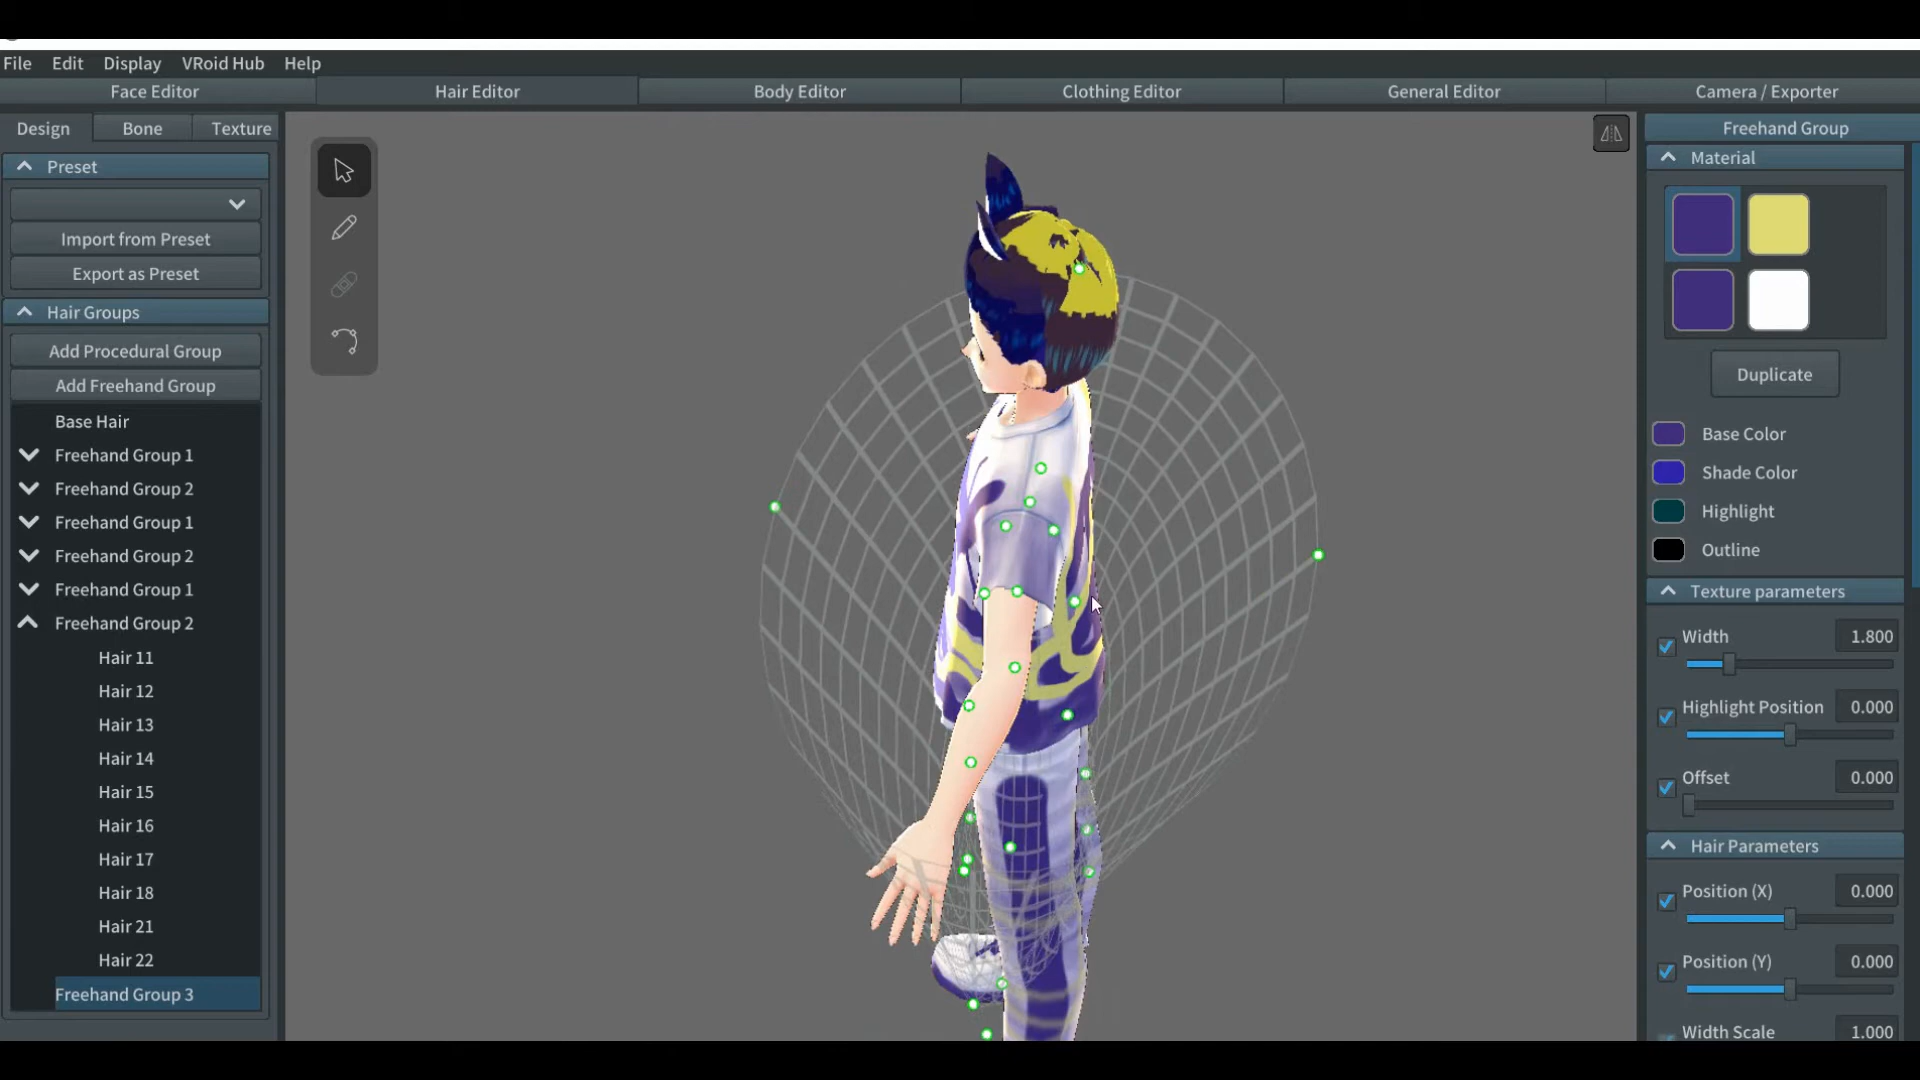 File Edit Display VRoid Hub Help
Face Editor Hair Editor Body Editor Clothing Editor General Editor Camera / Exporter
Design Bone Texture
Preset
Import from Preset
Export as Preset
Hair Groups
Add Procedural Group
Add Freehand Group
Base Hair
Freehand Group 1
Freehand Group 2
Freehand Group 1
Freehand Group 2
Freehand Group 1
Freehand Group 2
Hair 11
Hair 12
Hair 13
Hair 14
Hair 15
Hair 16
Hair 17
Hair 18
Hair 21
Hair 22
Freehand Group 3
Freehand Group
Material
Duplicate
Base Color
Shade Color
Highlight
Outline
Texture parameters
Width 1.800
Highlight Position 0.000
Offset 0.000
Hair Parameters
Position (X) 0.000
Position (Y) 0.000
Width Scale 1.000